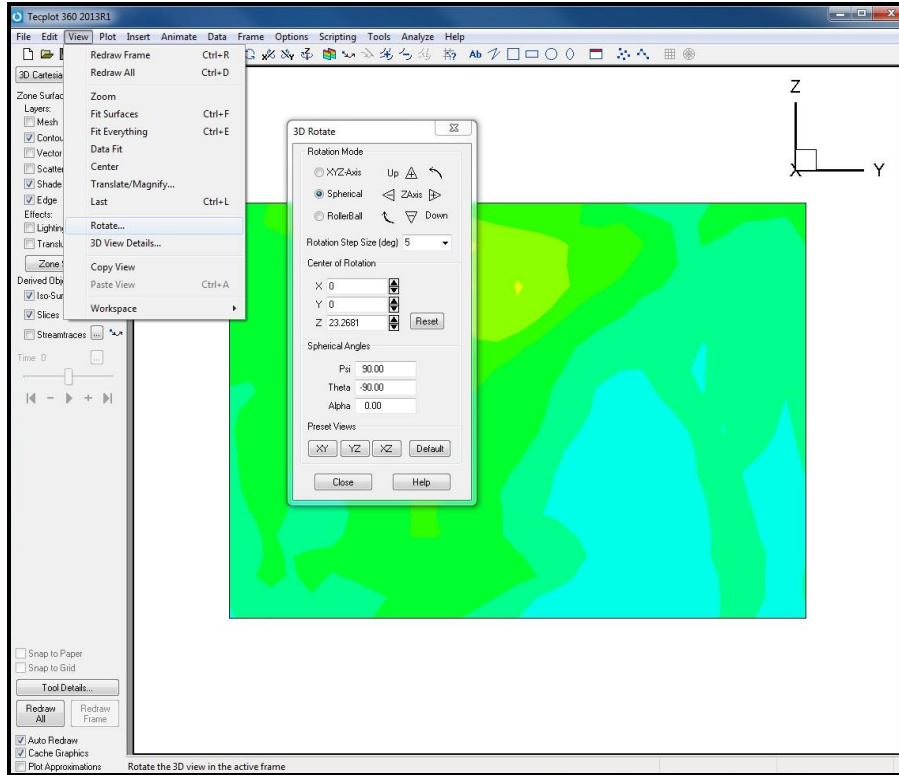 Tecplot 360 2013R1
File Edit View Plot Insert Animate Data Frame Options Scripting Tools Analyze Help
Ab
3D Cartesia
Zone Surfac
Layers:
Mesh
Contou
Vector
Scatter
Shade
Edge
Effects:
Lighting
Translu
Zone S
Derived Obje
Iso-Sur
Slices
Streamtraces ...
Time 0 ...
Snap to Paper
Snap to Grid
Tool Details...
Redraw All
Redraw Frame
Auto Redraw
Cache Graphics
Plot Approximations
Redraw Frame Ctrl+R
Redraw All Ctrl+D
Zoom
Fit Surfaces Ctrl+F
Fit Everything Ctrl+E
Data Fit
Center
Translate/Magnify...
Last Ctrl+L
Rotate...
3D View Details...
Copy View
Paste View Ctrl+A
Workspace
3D Rotate
Rotation Mode
XYZ-Axis Up
Spherical ZAxis
RollerBall Down
Rotation Step Size (deg) 5
Center of Rotation
X 0
Y 0
Z 23.2681 Reset
Spherical Angles
Psi 90.00
Theta -90.00
Alpha 0.00
Preset Views
XY YZ XZ Default
Close Help
Z
X Y
Rotate the 3D view in the active frame